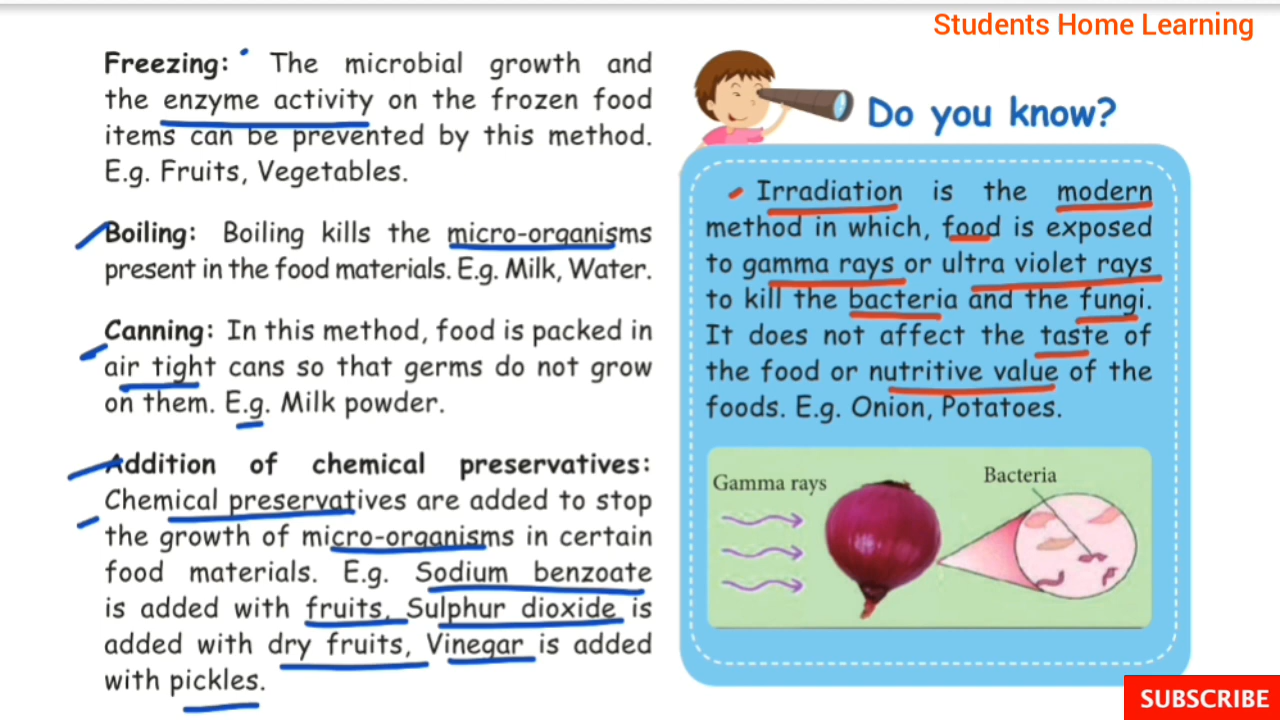 Students Home Learning
Freezing: The microbial growth and
the enzyme activity on the frozen food
items can be prevented by this method.
E.g. Fruits, Vegetables.
Boiling: Boiling kills the micro-organisms
present in the food materials. E.g. Milk, Water.
Canning: In this method, food is packed in
air tight cans so that germs do not grow
on them. E.g. Milk powder.
Addition of chemical preservatives:
Chemical preservatives are added to stop
the growth of micro-organisms in certain
food materials. E.g. Sodium benzoate
is added with fruits, Sulphur dioxide is
added with dry fruits, Vinegar is added
with pickles.
Do you know?
Irradiation is the modern
method in which, food is exposed
to gamma rays or ultra violet rays
to kill the bacteria and the fungi.
It does not affect the taste of
the food or nutritive value of the
foods. E.g. Onion, Potatoes.
Gamma rays
Bacteria
SUBSCRIBE